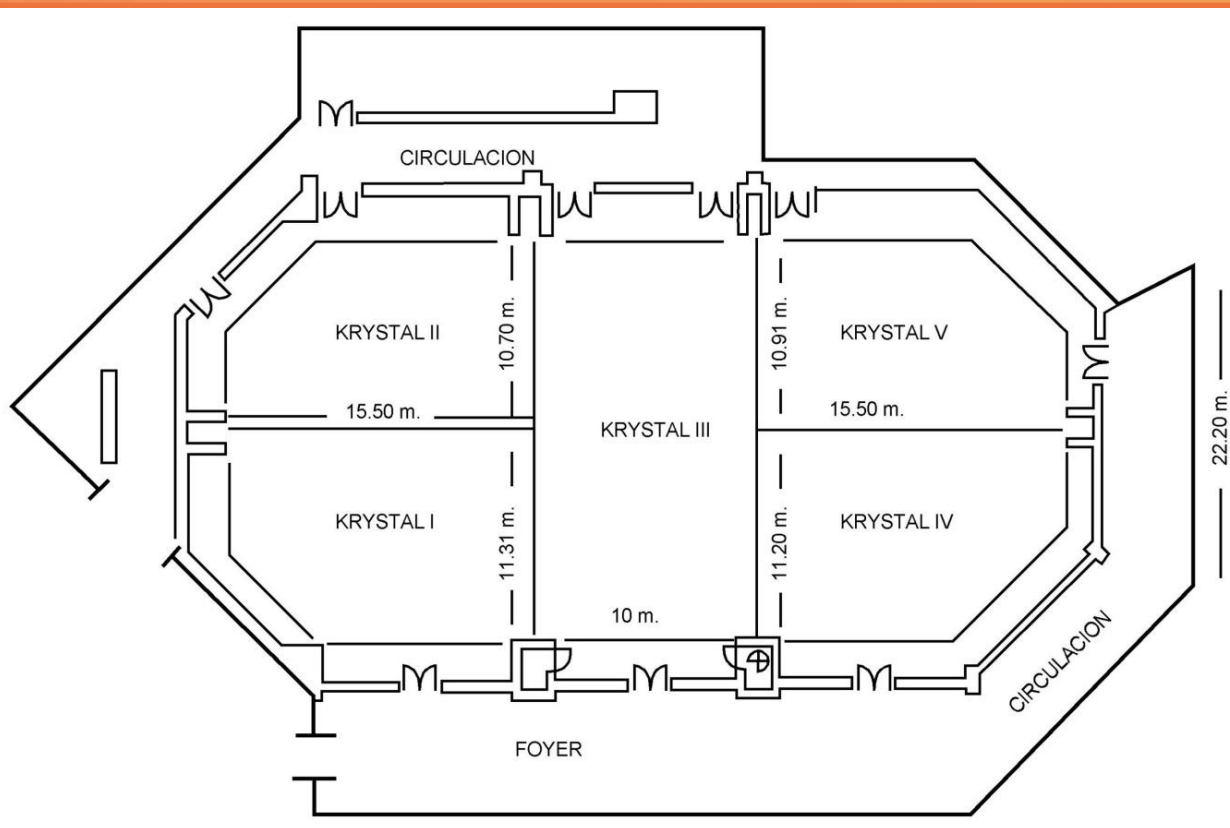 CIRCULACION
KRYSTAL II
10.70 m.
10.91 m.
KRYSTAL V
15.50 m.
15.50 m.
KRYSTAL III
22.20 m.
KRYSTAL I
11.31 m.
11.20 m.
KRYSTAL IV
10 m.
CIRCULACION
FOYER